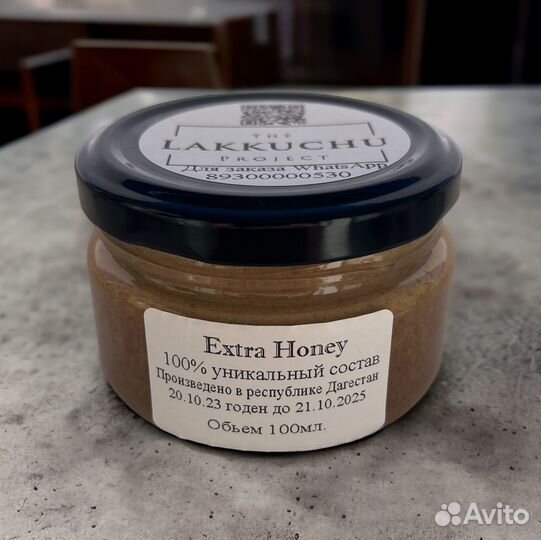 THE
LAKKUCHU
PROJECT
Для заказа WhatsApp
89300000530
Extra Honey
100% уникальный состав
Произведено в республике Дагестан
20.10.23 годен до 21.10.2025
Обьем 100мл.
Avito